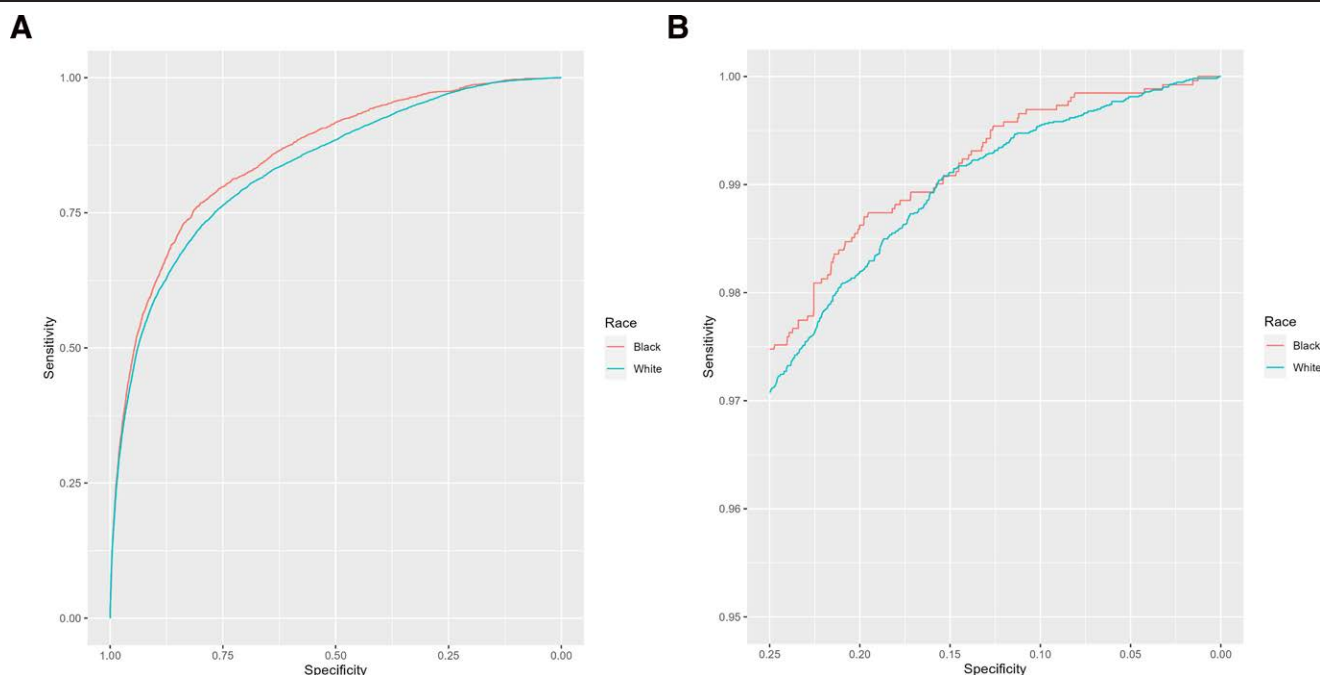 A
1.00
0.75
0.50
0.25
0.00
Sensitivity
1.00 0.75 0.50 0.25 0.00
Specificity
Race
Black
White
B
1.00
0.99
0.98
0.97
0.96
0.95
Sensitivity
0.25 0.20 0.15 0.10 0.05 0.00
Specificity
Race
Black
White